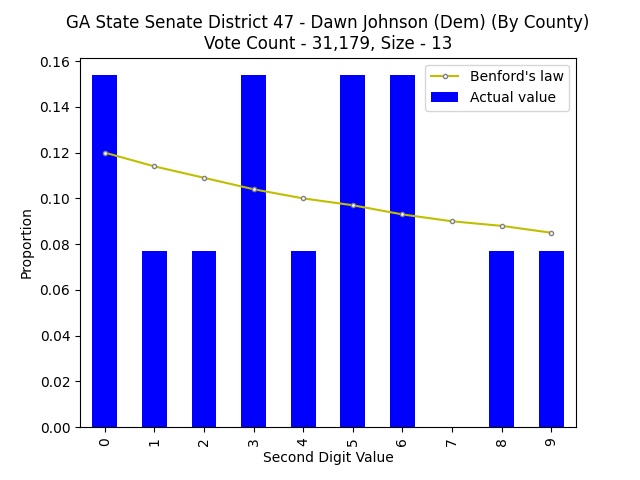 GA State Senate District 47 - Dawn Johnson (Dem) (By County)
Vote Count - 31,179, Size - 13
Benford's law
Actual value
0.16
0.14
0.12
0.10
0.08
0.06
0.04
0.02
0.00
Proportion
0 1 2 3 4 5 6 7 8 9
Second Digit Value